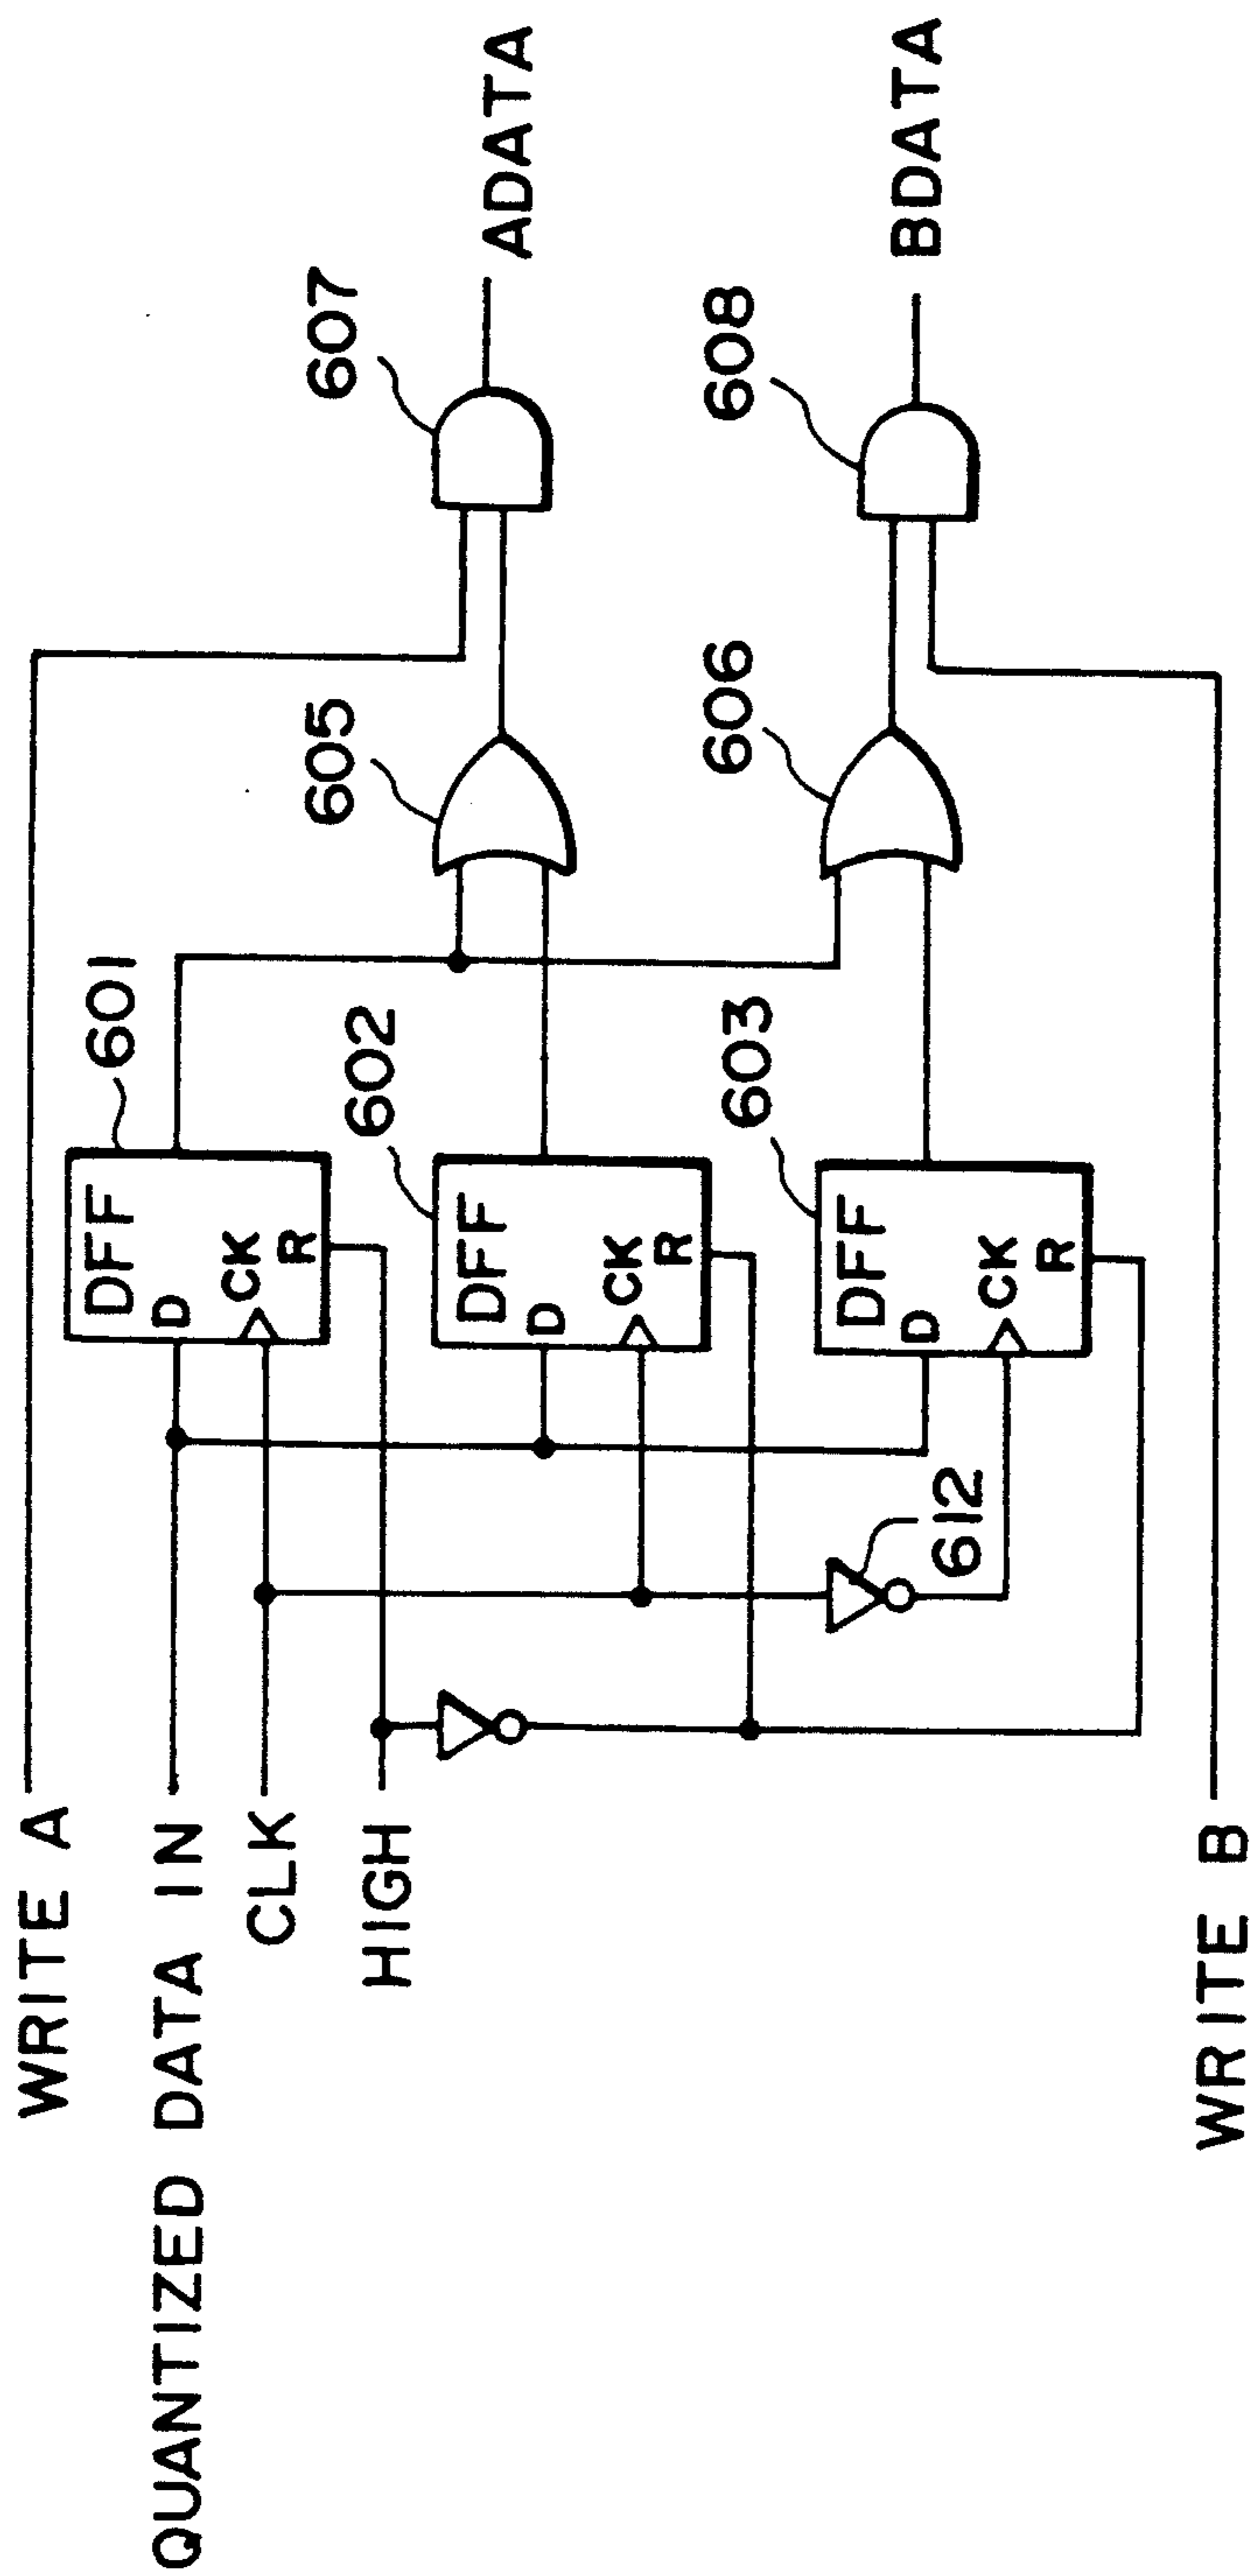 WRITE A
QUANTIZED DATA IN
CLK
HIGH
WRITE B
DFF
D
CK
R
601
DFF
D
CK
R
602
DFF
D
CK
R
603
612
605
606
607
608
ADATA
BDATA